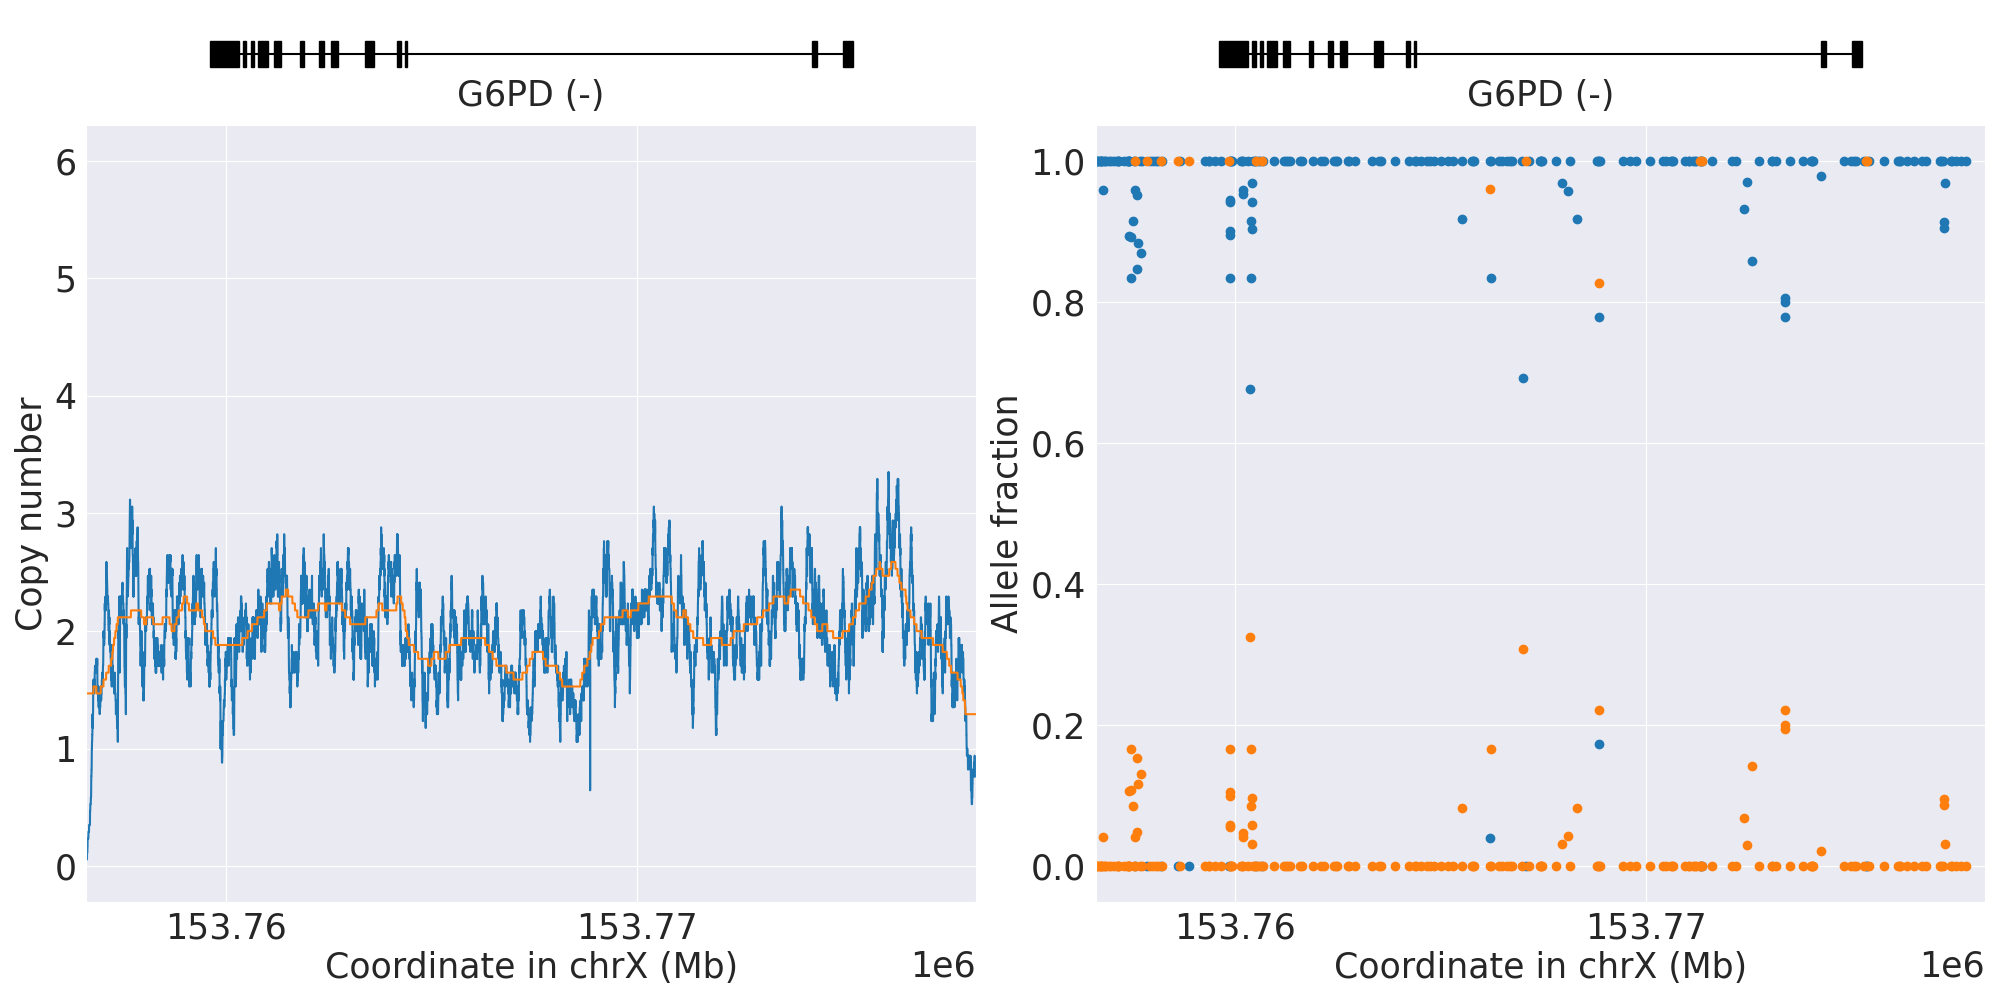 G6PD (-)
6
5
4
3
2
1
0
Copy number
153.76
153.77
Coordinate in chrX (Mb)
1e6
G6PD (-)
1.0
0.8
0.6
0.4
0.2
0.0
Allele fraction
153.76
153.77
Coordinate in chrX (Mb)
1e6